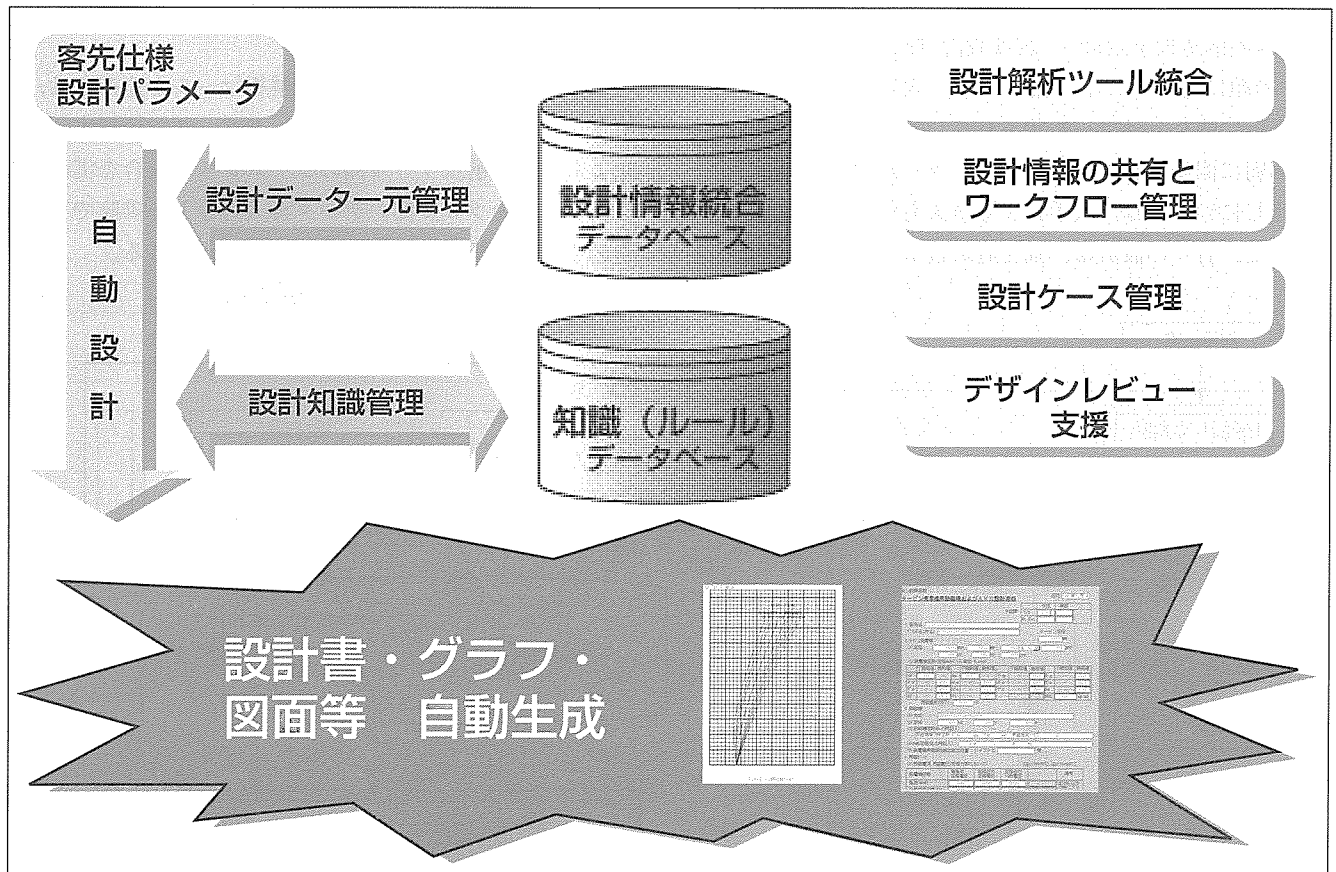 客先仕様
設計パラメータ
自動設計
設計データ一元管理
設計知識管理
設計情報統合
データベース
知識（ルール）
データベース
設計解析ツール統合
設計情報の共有と
ワークフロー管理
設計ケース管理
デザインレビュー
支援
設計書・グラフ・
図面等　自動生成